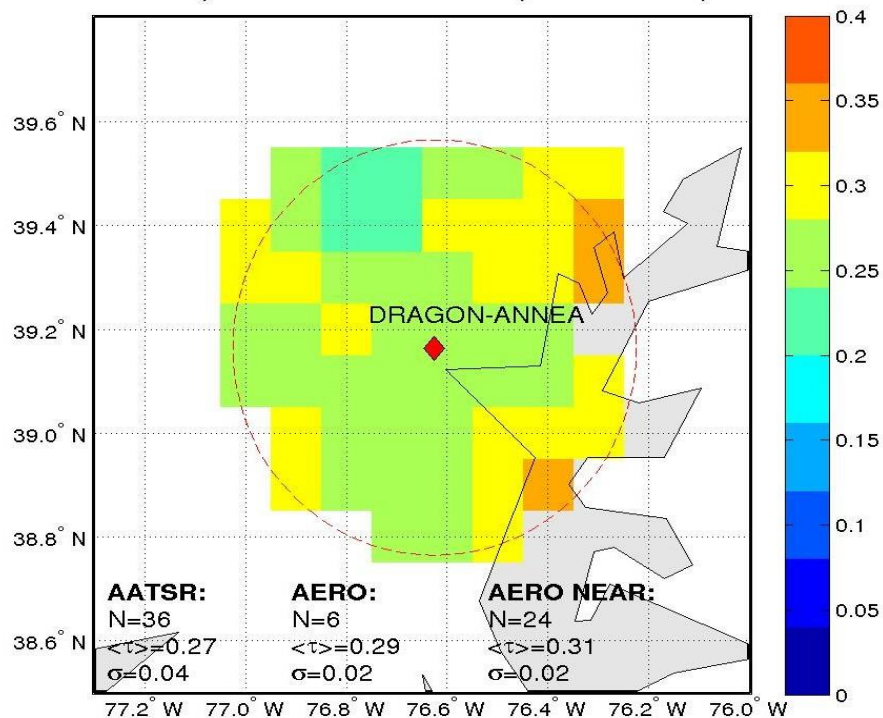 0.4
0.35
0.3
0.25
0.2
0.15
0.1
0.05
0
39.6° N
39.4° N
39.2° N
39.0° N
38.8° N
38.6° N
DRAGON-ANNEA
AATSR: AERO: AERO NEAR:
N=36 N=6 N=24
<τ>=0.27 <τ>=0.29 <τ>=0.31
σ=0.04 σ=0.02 σ=0.02
77.2° W 77.0° W 76.8° W 76.6° W 76.4° W 76.2° W 76.0° W